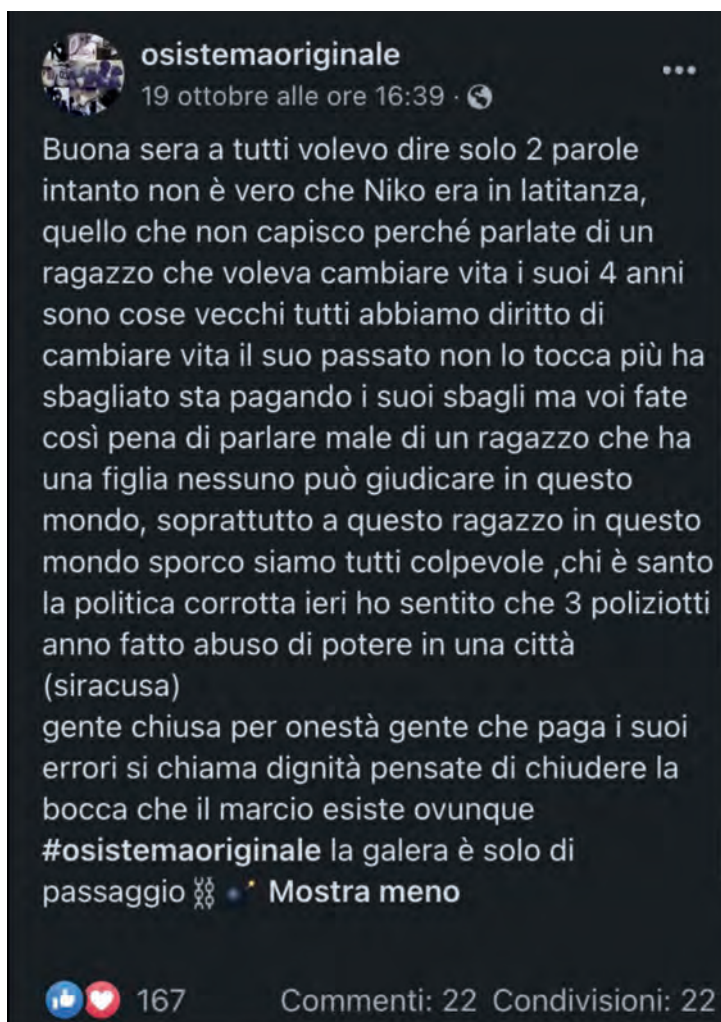 osistemaoriginale
19 ottobre alle ore 16:39 ·
Buona sera a tutti volevo dire solo 2 parole
intanto non è vero che Niko era in latitanza,
quello che non capisco perché parlate di un
ragazzo che voleva cambiare vita i suoi 4 anni
sono cose vecchi tutti abbiamo diritto di
cambiare vita il suo passato non lo tocca più ha
sbagliato sta pagando i suoi sbagli ma voi fate
così pena di parlare male di un ragazzo che ha
una figlia nessuno può giudicare in questo
mondo, soprattutto a questo ragazzo in questo
mondo sporco siamo tutti colpevole ,chi è santo
la politica corrotta ieri ho sentito che 3 poliziotti
anno fatto abuso di potere in una città
(siracusa)
gente chiusa per onestà gente che paga i suoi
errori si chiama dignità pensate di chiudere la
bocca che il marcio esiste ovunque
#osistemaoriginale la galera è solo di
passaggio ⛓️ 💣 Mostra meno
167 Commenti: 22 Condivisioni: 22